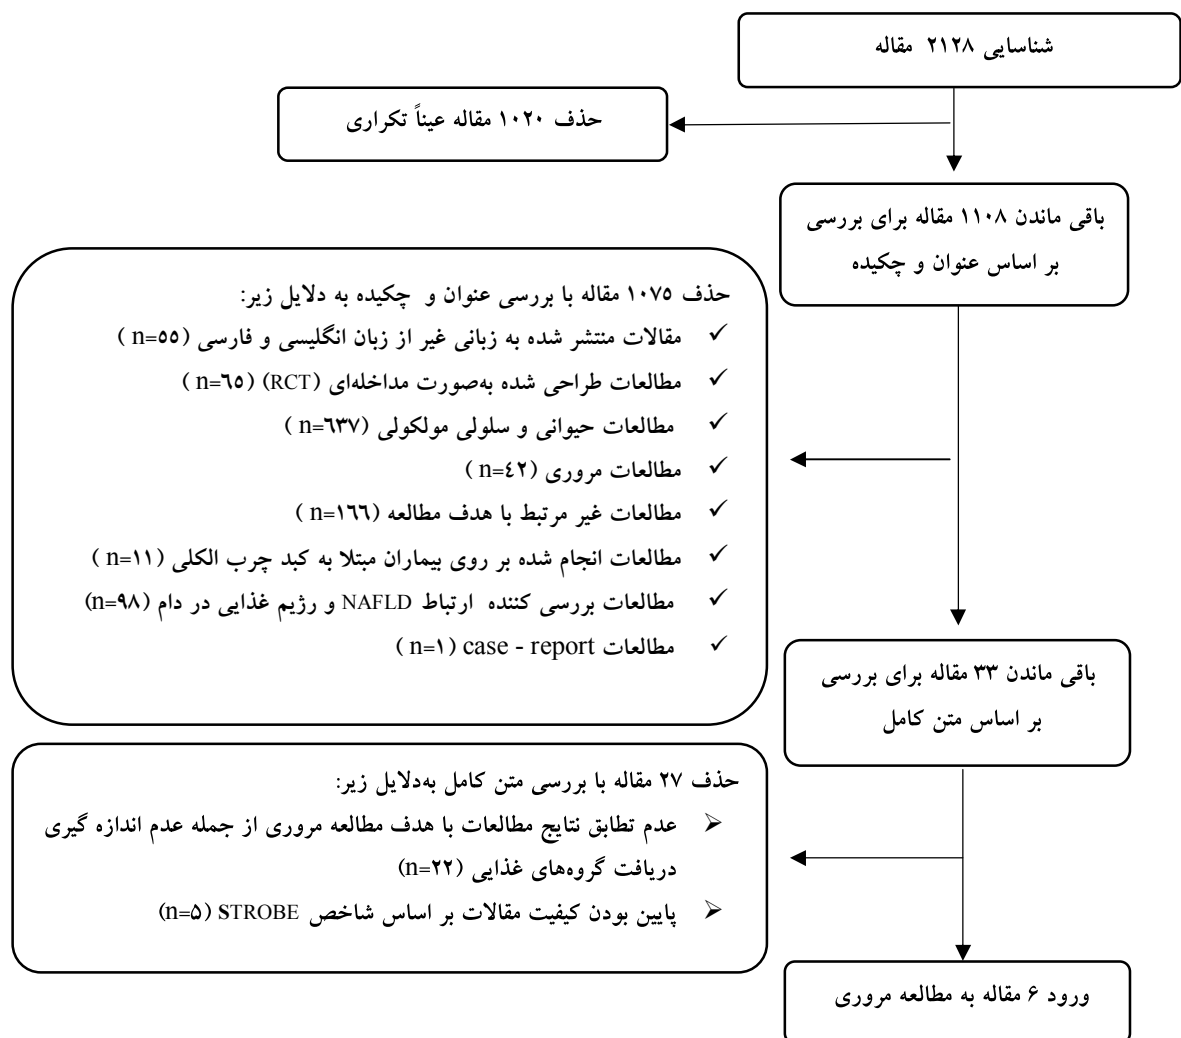 شناسایی ۲۱۲۸ مقاله
حذف ۱۰۲۰ مقاله عیناً تکراری
باقی ماندن ۱۱۰۸ مقاله برای بررسی
بر اساس عنوان و چکیده
حذف ۱۰۷۵ مقاله با بررسی عنوان و چکیده به دلایل زیر:
✓ مقالات منتشر شده به زبانی غیر از زبان انگلیسی و فارسی (n=۵۵ )
✓ مطالعات طراحی شده به‌صورت مداخله‌ای (RCT) (n=٦٥ )
✓ مطالعات حیوانی و سلولی مولکولی (n=٦٣٧ )
✓ مطالعات مروری (n=٤٢ )
✓ مطالعات غیر مرتبط با هدف مطالعه (n=١٦٦ )
✓ مطالعات انجام شده بر روی بیماران مبتلا به کبد چرب الکلی (n=١١ )
✓ مطالعات بررسی کننده ارتباط NAFLD و رژیم غذایی در دام (n=٩٨)
✓ مطالعات case - report (n=١ )
باقی ماندن ۳۳ مقاله برای بررسی
بر اساس متن کامل
حذف ۲۷ مقاله با بررسی متن کامل به‌دلایل زیر:
➢ عدم تطابق نتایج مطالعات با هدف مطالعه مروری از جمله عدم اندازه گیری
دریافت گروه‌های غذایی (n=۲۲)
➢ پایین بودن کیفیت مقالات بر اساس شاخص STROBE (n=۵)
ورود ۶ مقاله به مطالعه مروری